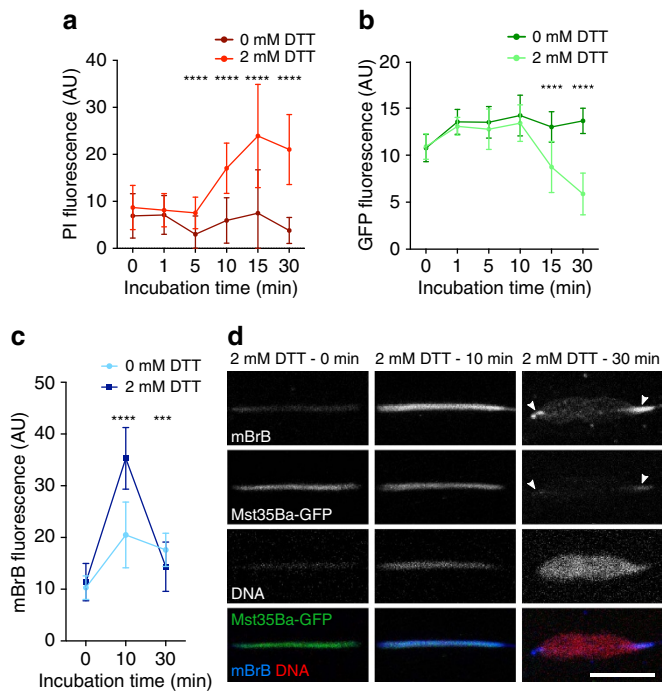 a
0 mM DTT
2 mM DTT
**** **** **** ****
PI fluorescence (AU)
40
30
20
10
0
0 1 5 10 15 30
Incubation time (min)
b
0 mM DTT
2 mM DTT
**** ****
GFP fluorescence (AU)
20
15
10
5
0
0 1 5 10 15 30
Incubation time (min)
c
0 mM DTT
2 mM DTT
**** ***
mBrB fluorescence (AU)
50
40
30
20
10
0
0 10 30
Incubation time (min)
d
2 mM DTT - 0 min 2 mM DTT - 10 min 2 mM DTT - 30 min
mBrB
Mst35Ba-GFP
DNA
Mst35Ba-GFP
mBrB DNA